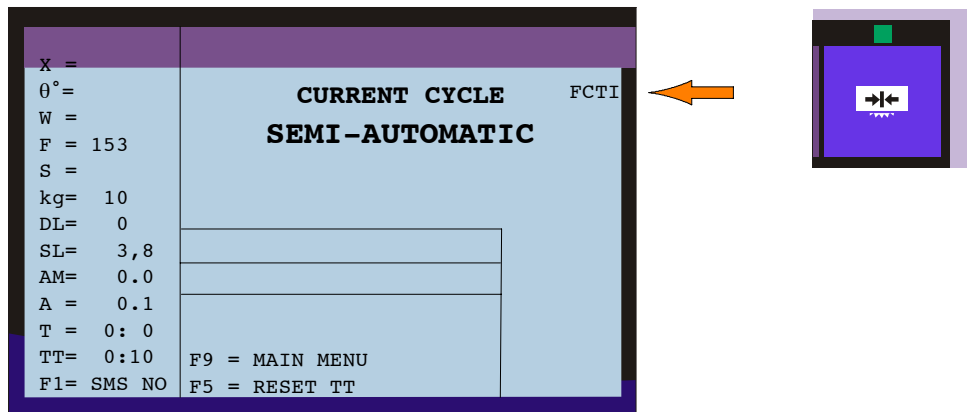 X =
θ°=
W =
F = 153
S =
kg= 10
DL= 0
SL= 3,8
AM= 0.0
A = 0.1
T = 0: 0
TT= 0:10
F1= SMS NO
CURRENT CYCLE
SEMI-AUTOMATIC
FCTI
F9 = MAIN MENU
F5 = RESET TT